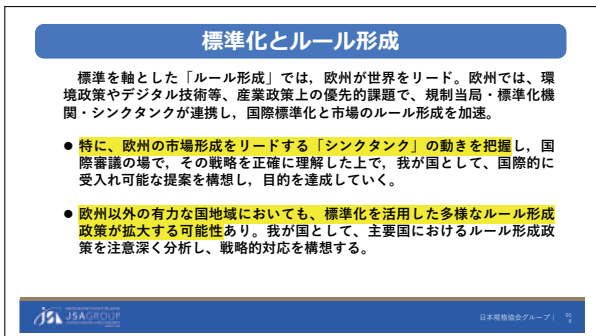 標準化とルール形成
標準を軸とした「ルール形成」では，欧州が世界をリード。欧州では、環
境政策やデジタル技術等、産業政策上の優先的課題で、規制当局・標準化機
関・シンクタンクが連携し、国際標準化と市場のルール形成を加速。
● 特に、欧州の市場形成をリードする「シンクタンク」の動きを把握し，国
際審議の場で，その戦略を正確に理解した上で，我が国として、国際的に
受入れ可能な提案を構想し，目的を達成していく。
● 欧州以外の有力な国地域においても、標準化を活用した多様なルール形成
政策が拡大する可能性あり。我が国として、主要国におけるルール形成政
策を注意深く分析し、戦略的対応を構想する。
jsa JSAGROUP
日本規格協会グループ |